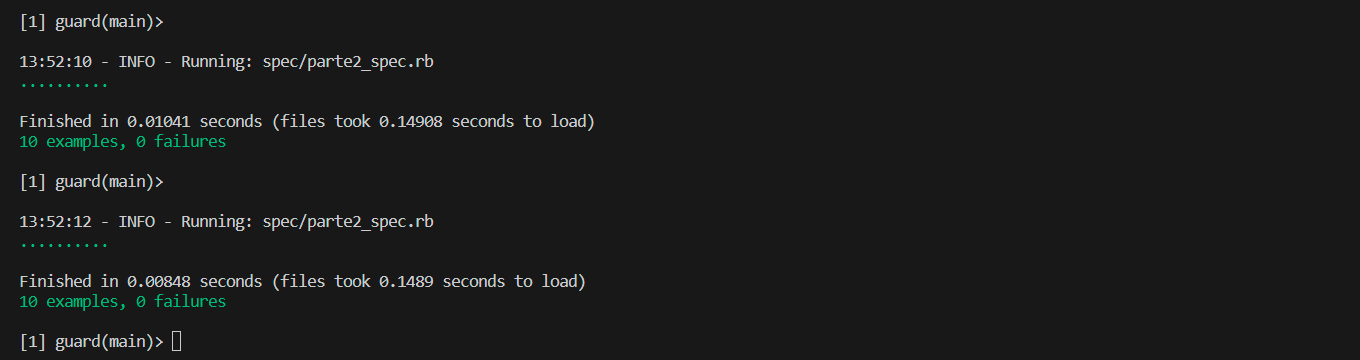 [1] guard(main)>
13:52:10 - INFO - Running: spec/parte2_spec.rb
..........
Finished in 0.01041 seconds (files took 0.14908 seconds to load)
10 examples, 0 failures
[1] guard(main)>
13:52:12 - INFO - Running: spec/parte2_spec.rb
..........
Finished in 0.00848 seconds (files took 0.1489 seconds to load)
10 examples, 0 failures
[1] guard(main)>